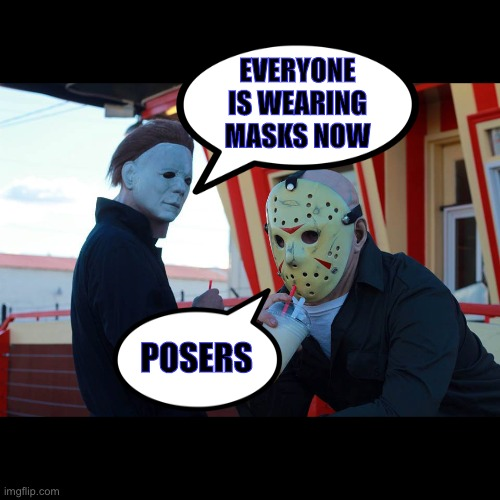 EVERYONE
IS WEARING
MASKS NOW
POSERS
imgflip.com